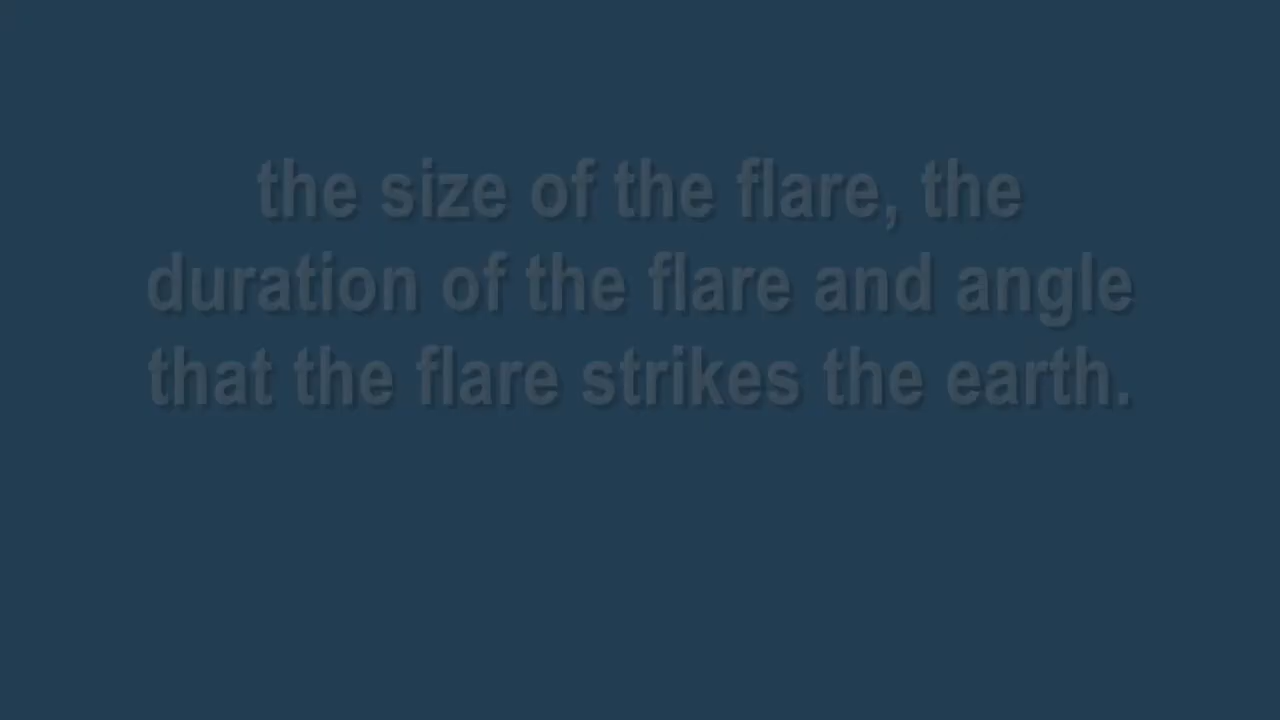 the size of the flare, the
duration of the flare and angle
that the flare strikes the earth.